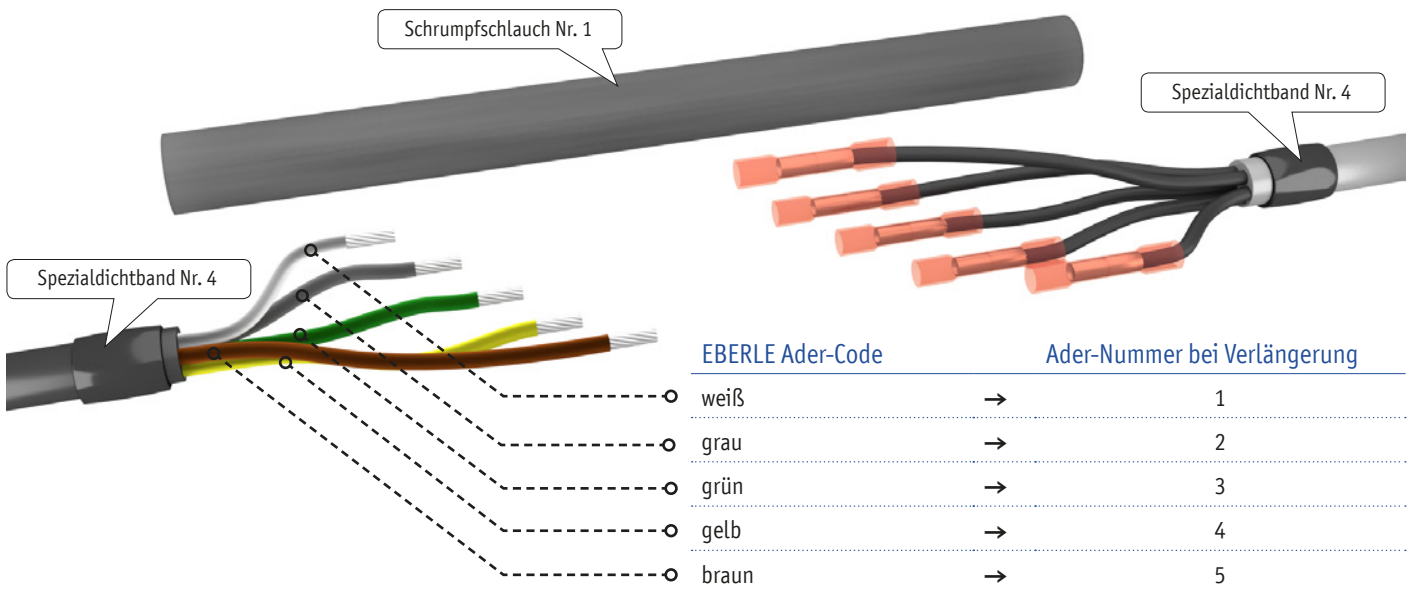 Schrumpfschlauch Nr. 1
Spezialdichtband Nr. 4
Spezialdichtband Nr. 4
EBERLE Ader-Code Ader-Nummer bei Verlängerung
weiß → 1
grau → 2
grün → 3
gelb → 4
braun → 5